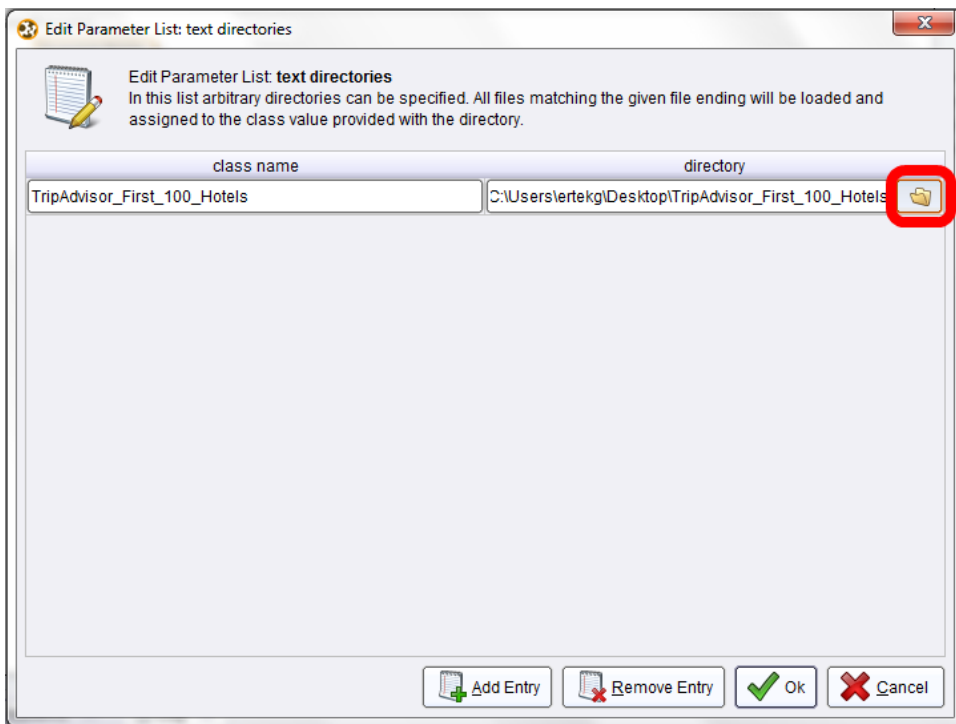 Edit Parameter List: text directories
Edit Parameter List: text directories
In this list arbitrary directories can be specified. All files matching the given file ending will be loaded and
assigned to the class value provided with the directory.
class name directory
TripAdvisor_First_100_Hotels C:\Users\ertekg\Desktop\TripAdvisor_First_100_Hotels
Add Entry Remove Entry Ok Cancel